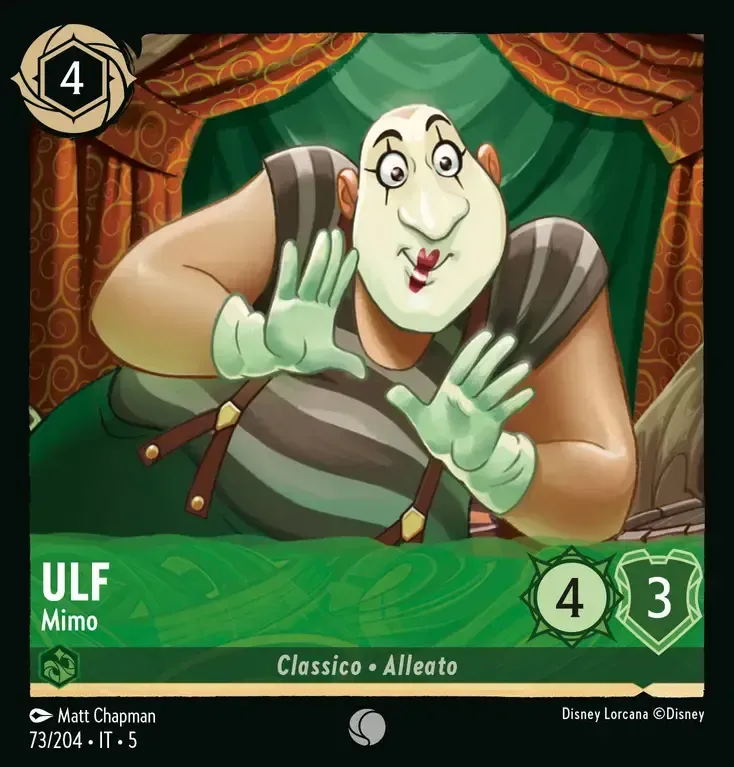 4
ULF
Mimo
4
3
Classico • Alleato
Matt Chapman
Disney Lorcana ©Disney
73/204 • IT • 5